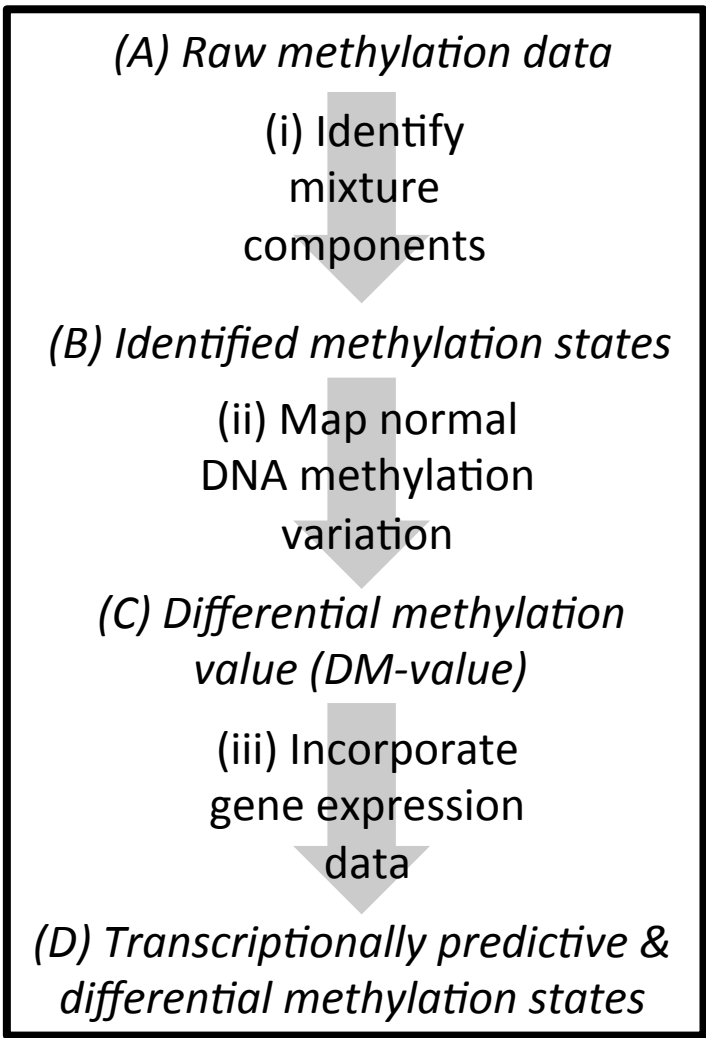 (A) Raw methylation data
(i) Identify
mixture
components
(B) Identified methylation states
(ii) Map normal
DNA methylation
variation
(C) Differential methylation
value (DM-value)
(iii) Incorporate
gene expression
data
(D) Transcriptionally predictive &
differential methylation states